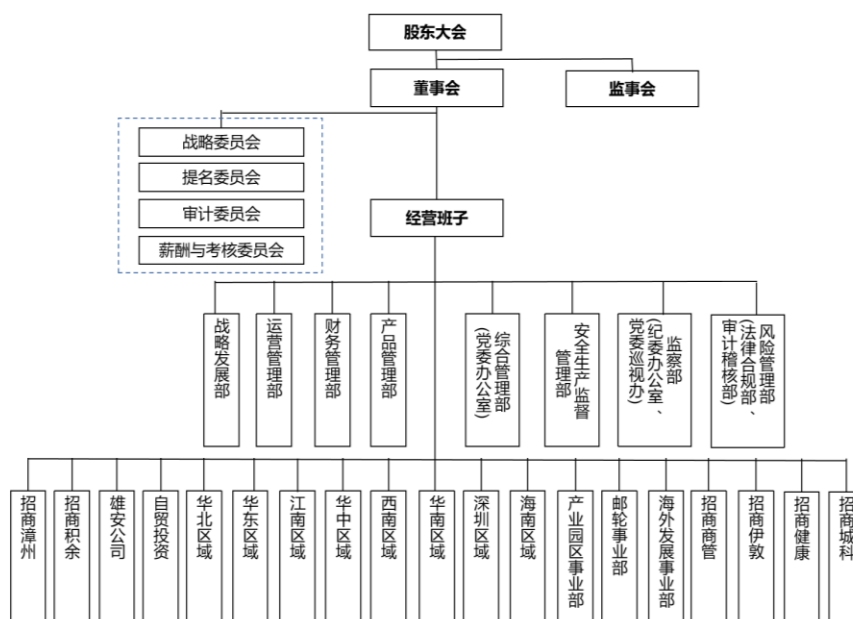 股东大会
董事会
监事会
战略委员会
提名委员会
审计委员会
薪酬与考核委员会
经营班子
战略发展部
运营管理部
财务管理部
产品管理部
综合管理部
(党委办公室)
安全生产监督
管理部
监察部
(纪委办公室、
党委巡视办)
风险管理部
(法律合规部、
审计稽核部)
招商漳州
招商积余
雄安公司
自贸投资
华北区域
华东区域
江南区域
华中区域
西南区域
华南区域
深圳区域
海南区域
产业园区事业部
邮轮事业部
海外发展事业部
招商商管
招商伊敦
招商健康
招商城科